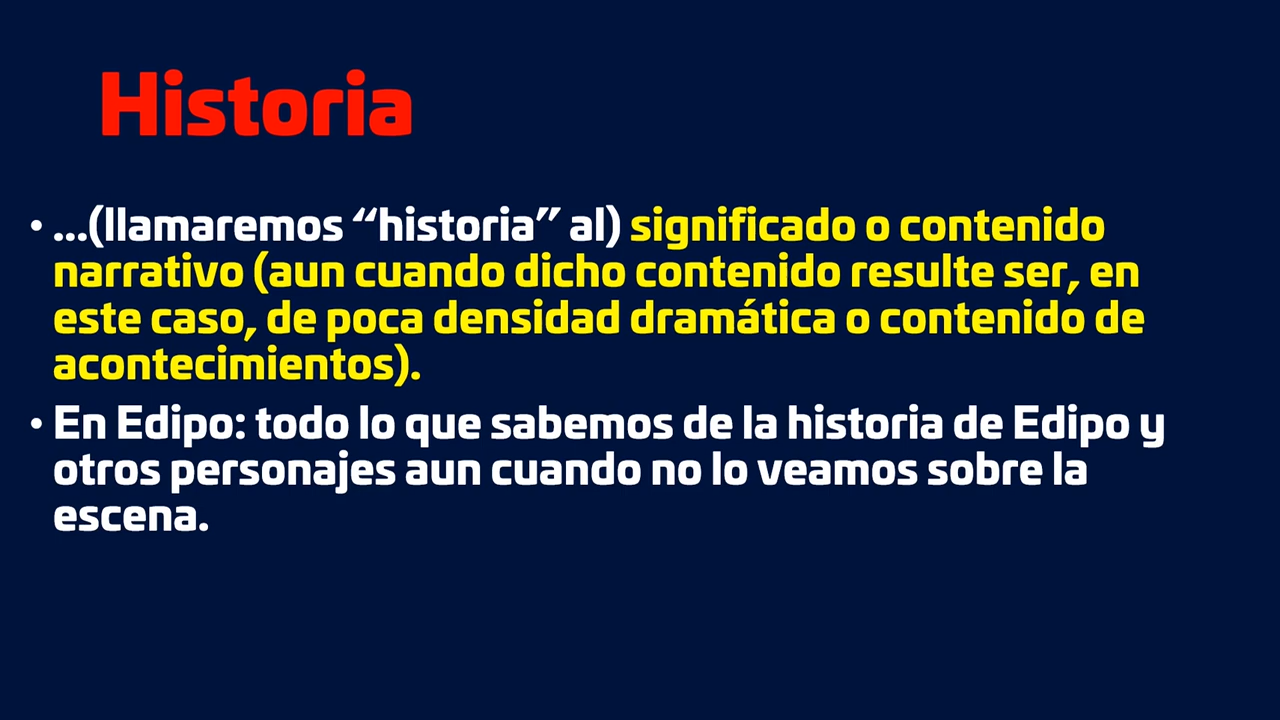 Historia
• ...(llamaremos “historia” al) significado o contenido
narrativo (aun cuando dicho contenido resulte ser, en
este caso, de poca densidad dramática o contenido de
acontecimientos).
• En Edipo: todo lo que sabemos de la historia de Edipo y
otros personajes aun cuando no lo veamos sobre la
escena.